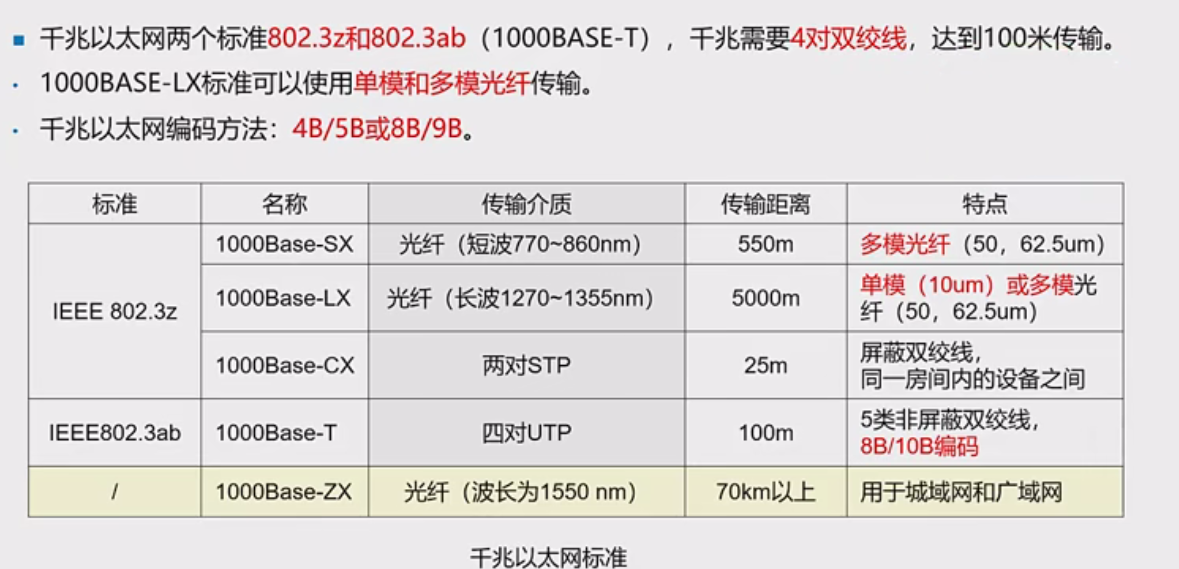 千兆以太网两个标准802.3z和802.3ab（1000BASE-T），千兆需要4对双绞线，达到100米传输。
1000BASE-LX标准可以使用单模和多模光纤传输。
千兆以太网编码方法：4B/5B或8B/9B。
标准 名称 传输介质 传输距离 特点
IEEE 802.3z
1000Base-SX 光纤（短波770~860nm） 550m 多模光纤（50，62.5um）
1000Base-LX 光纤（长波1270~1355nm） 5000m 单模（10um）或多模光
纤（50，62.5um）
1000Base-CX 两对STP 25m 屏蔽双绞线，
同一房间内的设备之间
IEEE802.3ab 1000Base-T 四对UTP 100m 5类非屏蔽双绞线，
8B/10B编码
/ 1000Base-ZX 光纤（波长为1550 nm） 70km以上 用于城域网和广域网
千兆以太网标准